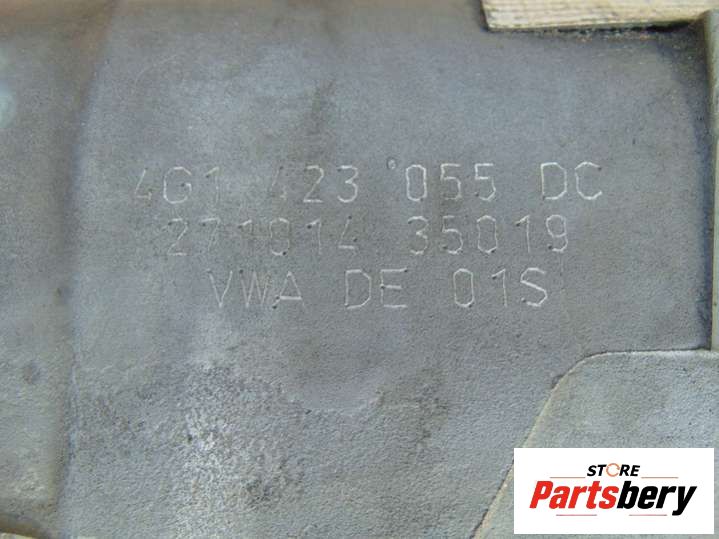 4G1 423 055 DC
271014 35019
VWA DE 01S
STORE
Partsbery